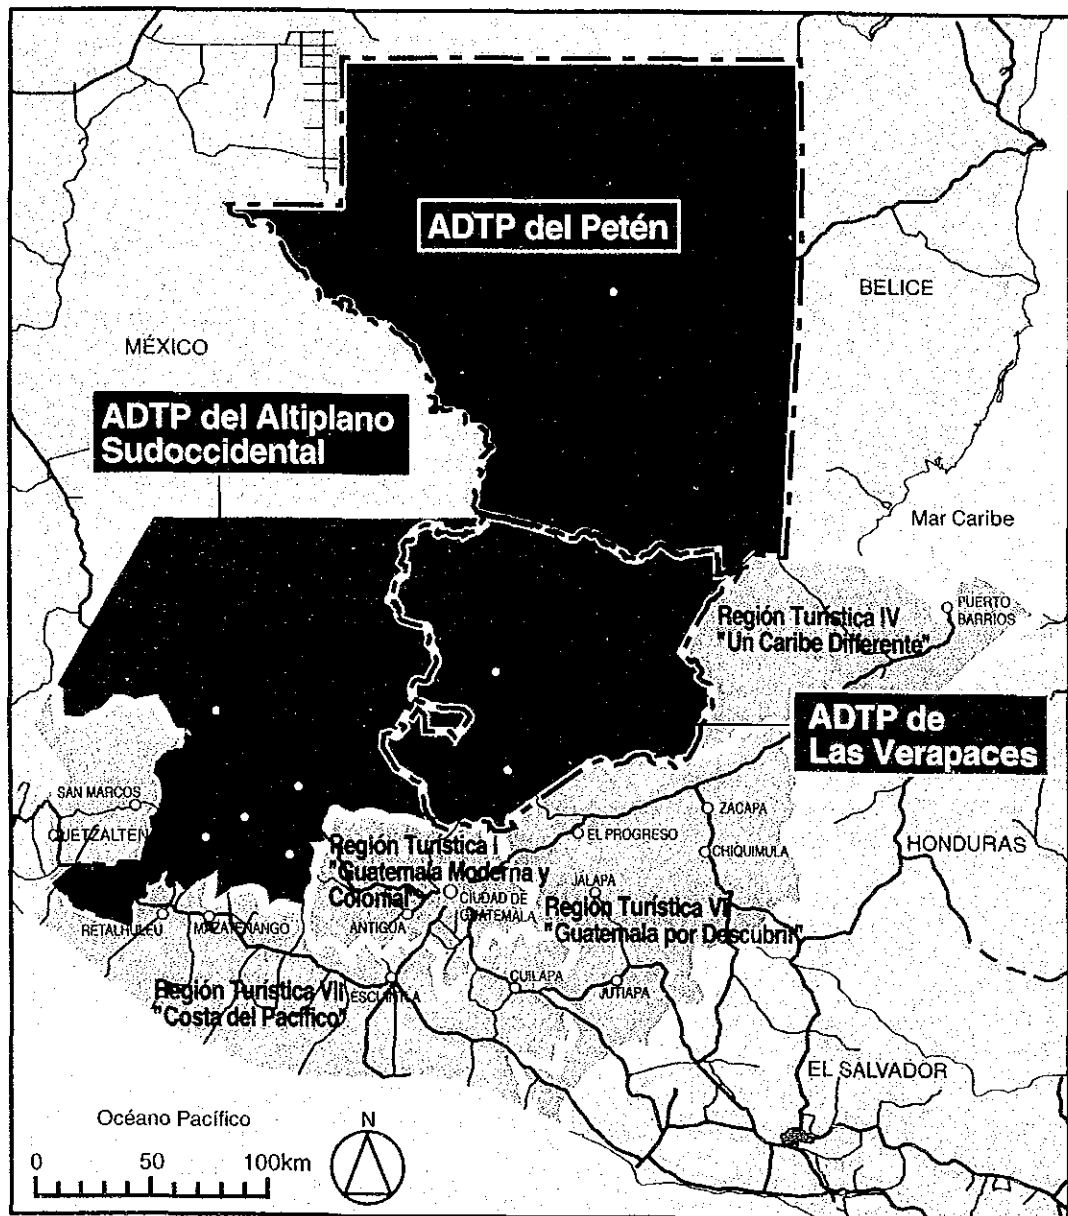 ADTP del Petén
BELICE
MÉXICO
ADTP del Altiplano
Sudoccidental
Mar Caribe
Región Turística IV
"Un Caribe Differente"
PUERTO
BARRIOS
ADTP de
Las Verapaces
SAN MARCOS
QUETZALTEN
ZACAPA
EL PROGRESO
CHIQUIMULA
HONDURAS
Región Turística I
"Guatemala Moderna y
Colomal"
CIUDAD DE
GUATEMALA
JALAPA
Región Turística VI
"Guatemala por Descubrir"
RETALHULEU
MAZATENANGO
ANTIGUA
Región Turística VII
"Costa del Pacífico"
ESCUINTLA
CUILAPA
JUTIAPA
EL SALVADOR
Océano Pacífico
N
0 50 100km